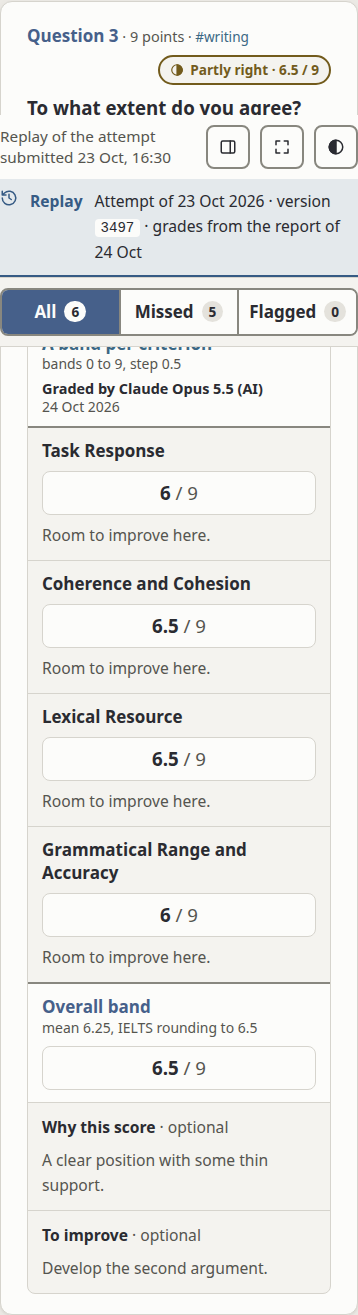 Question 3 · 9 points · #writing
Partly right · 6.5 / 9
To what extent do you agree?
Replay of the attempt
submitted 23 Oct, 16:30
Replay Attempt of 23 Oct 2026 · version
3497 · grades from the report of
24 Oct
All 6 Missed 5 Flagged 0
A band per criterion
bands 0 to 9, step 0.5
Graded by Claude Opus 5.5 (AI)
24 Oct 2026
Task Response
6 / 9
Room to improve here.
Coherence and Cohesion
6.5 / 9
Room to improve here.
Lexical Resource
6.5 / 9
Room to improve here.
Grammatical Range and
Accuracy
6 / 9
Room to improve here.
Overall band
mean 6.25, IELTS rounding to 6.5
6.5 / 9
Why this score · optional
A clear position with some thin
support.
To improve · optional
Develop the second argument.